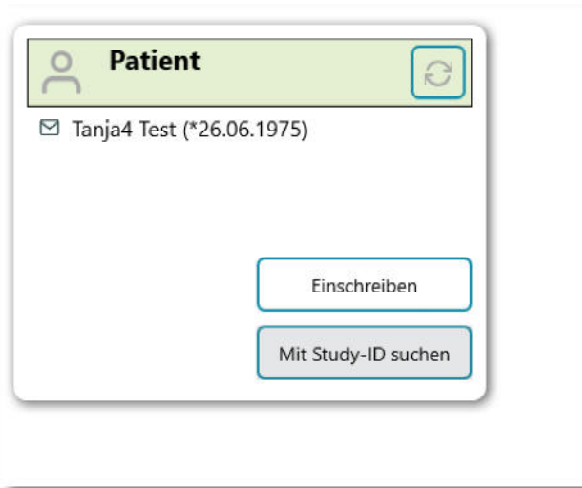 Patient
Tanja4 Test (*26.06.1975)
Einschreiben
Mit Study-ID suchen